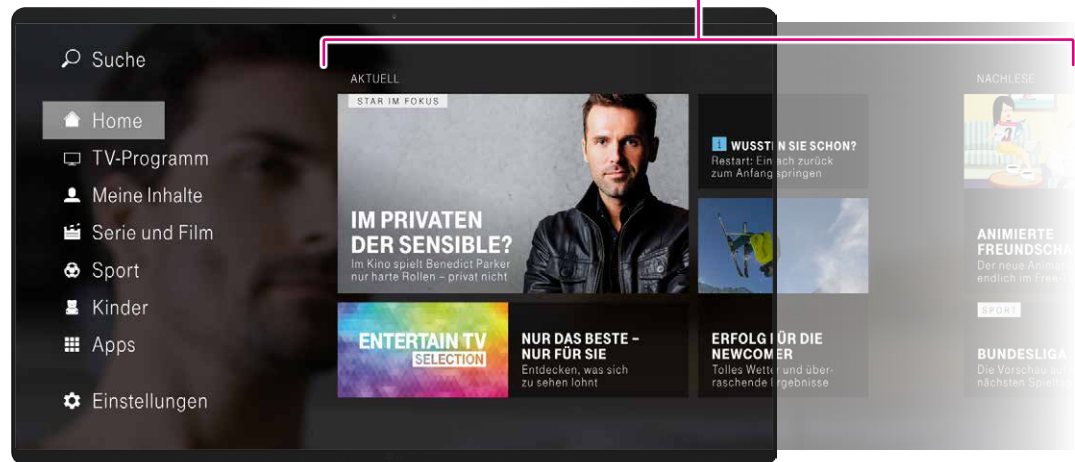 Suche
Home
TV-Programm
Meine Inhalte
Serie und Film
Sport
Kinder
Apps
Einstellungen
AKTUELL
STAR IM FOKUS
IM PRIVATEN
DER SENSIBLE?
Im Kino spielt Benedict Parker
nur harte Rollen – privat nicht
i WUSSTEN SIE SCHON?
Restart: Einfach zurück
zum Anfang springen
ENTERTAIN TV
SELECTION
NUR DAS BESTE –
NUR FÜR SIE
Entdecken, was sich
zu sehen lohnt
ERFOLG FÜR DIE
NEWCOMER
Tolles Wetter und über-
raschende Ergebnisse
NACHLESE
ANIMIERTE
Der neue
endlich im
SPORT
BUNDESLIGA
Die Vorschau
nächsten